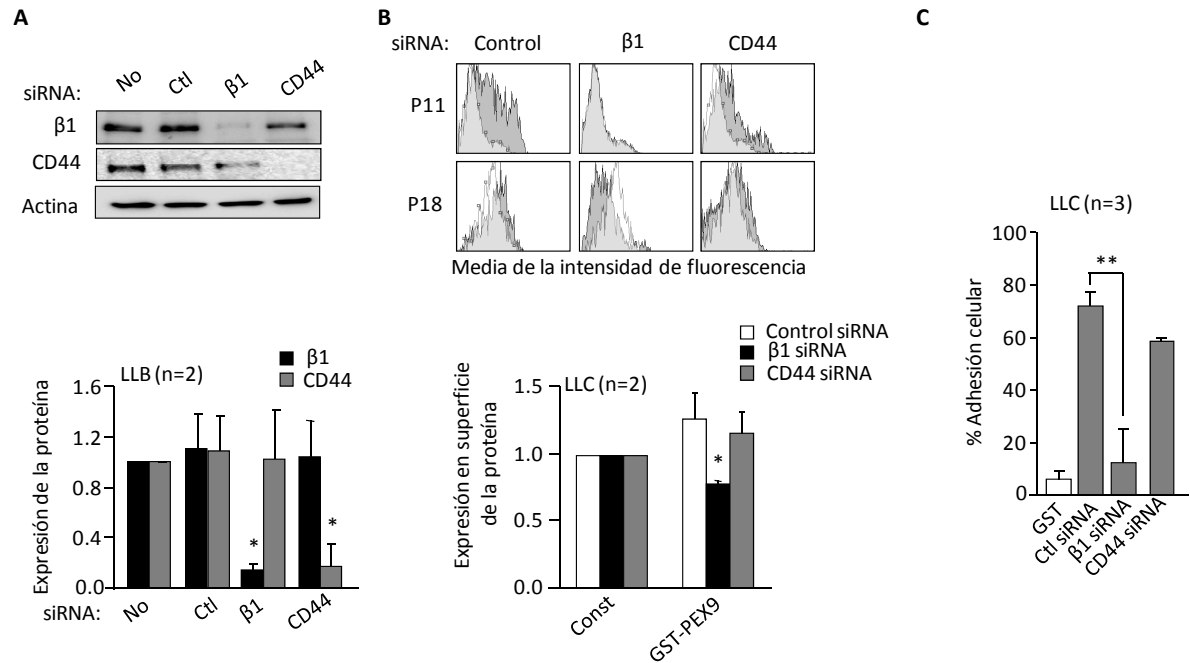 A
siRNA:
No
Ctl
β1
CD44
β1
CD44
Actina
β1
CD44
LLB (n=2)
Expresión de la proteína
1.6
1.2
0.8
0.4
0.0
siRNA:
No
Ctl
β1
CD44
*
*
B
siRNA:
Control
β1
CD44
P11
P18
Media de la intensidad de fluorescencia
Control siRNA
β1 siRNA
CD44 siRNA
LLC (n=2)
Expresión en superficie
de la proteína
1.5
1.0
0.5
0.0
*
Const
GST-PEX9
C
LLC (n=3)
% Adhesión celular
100
80
60
40
20
0
**
GST
Ctl siRNA
β1 siRNA
CD44 siRNA